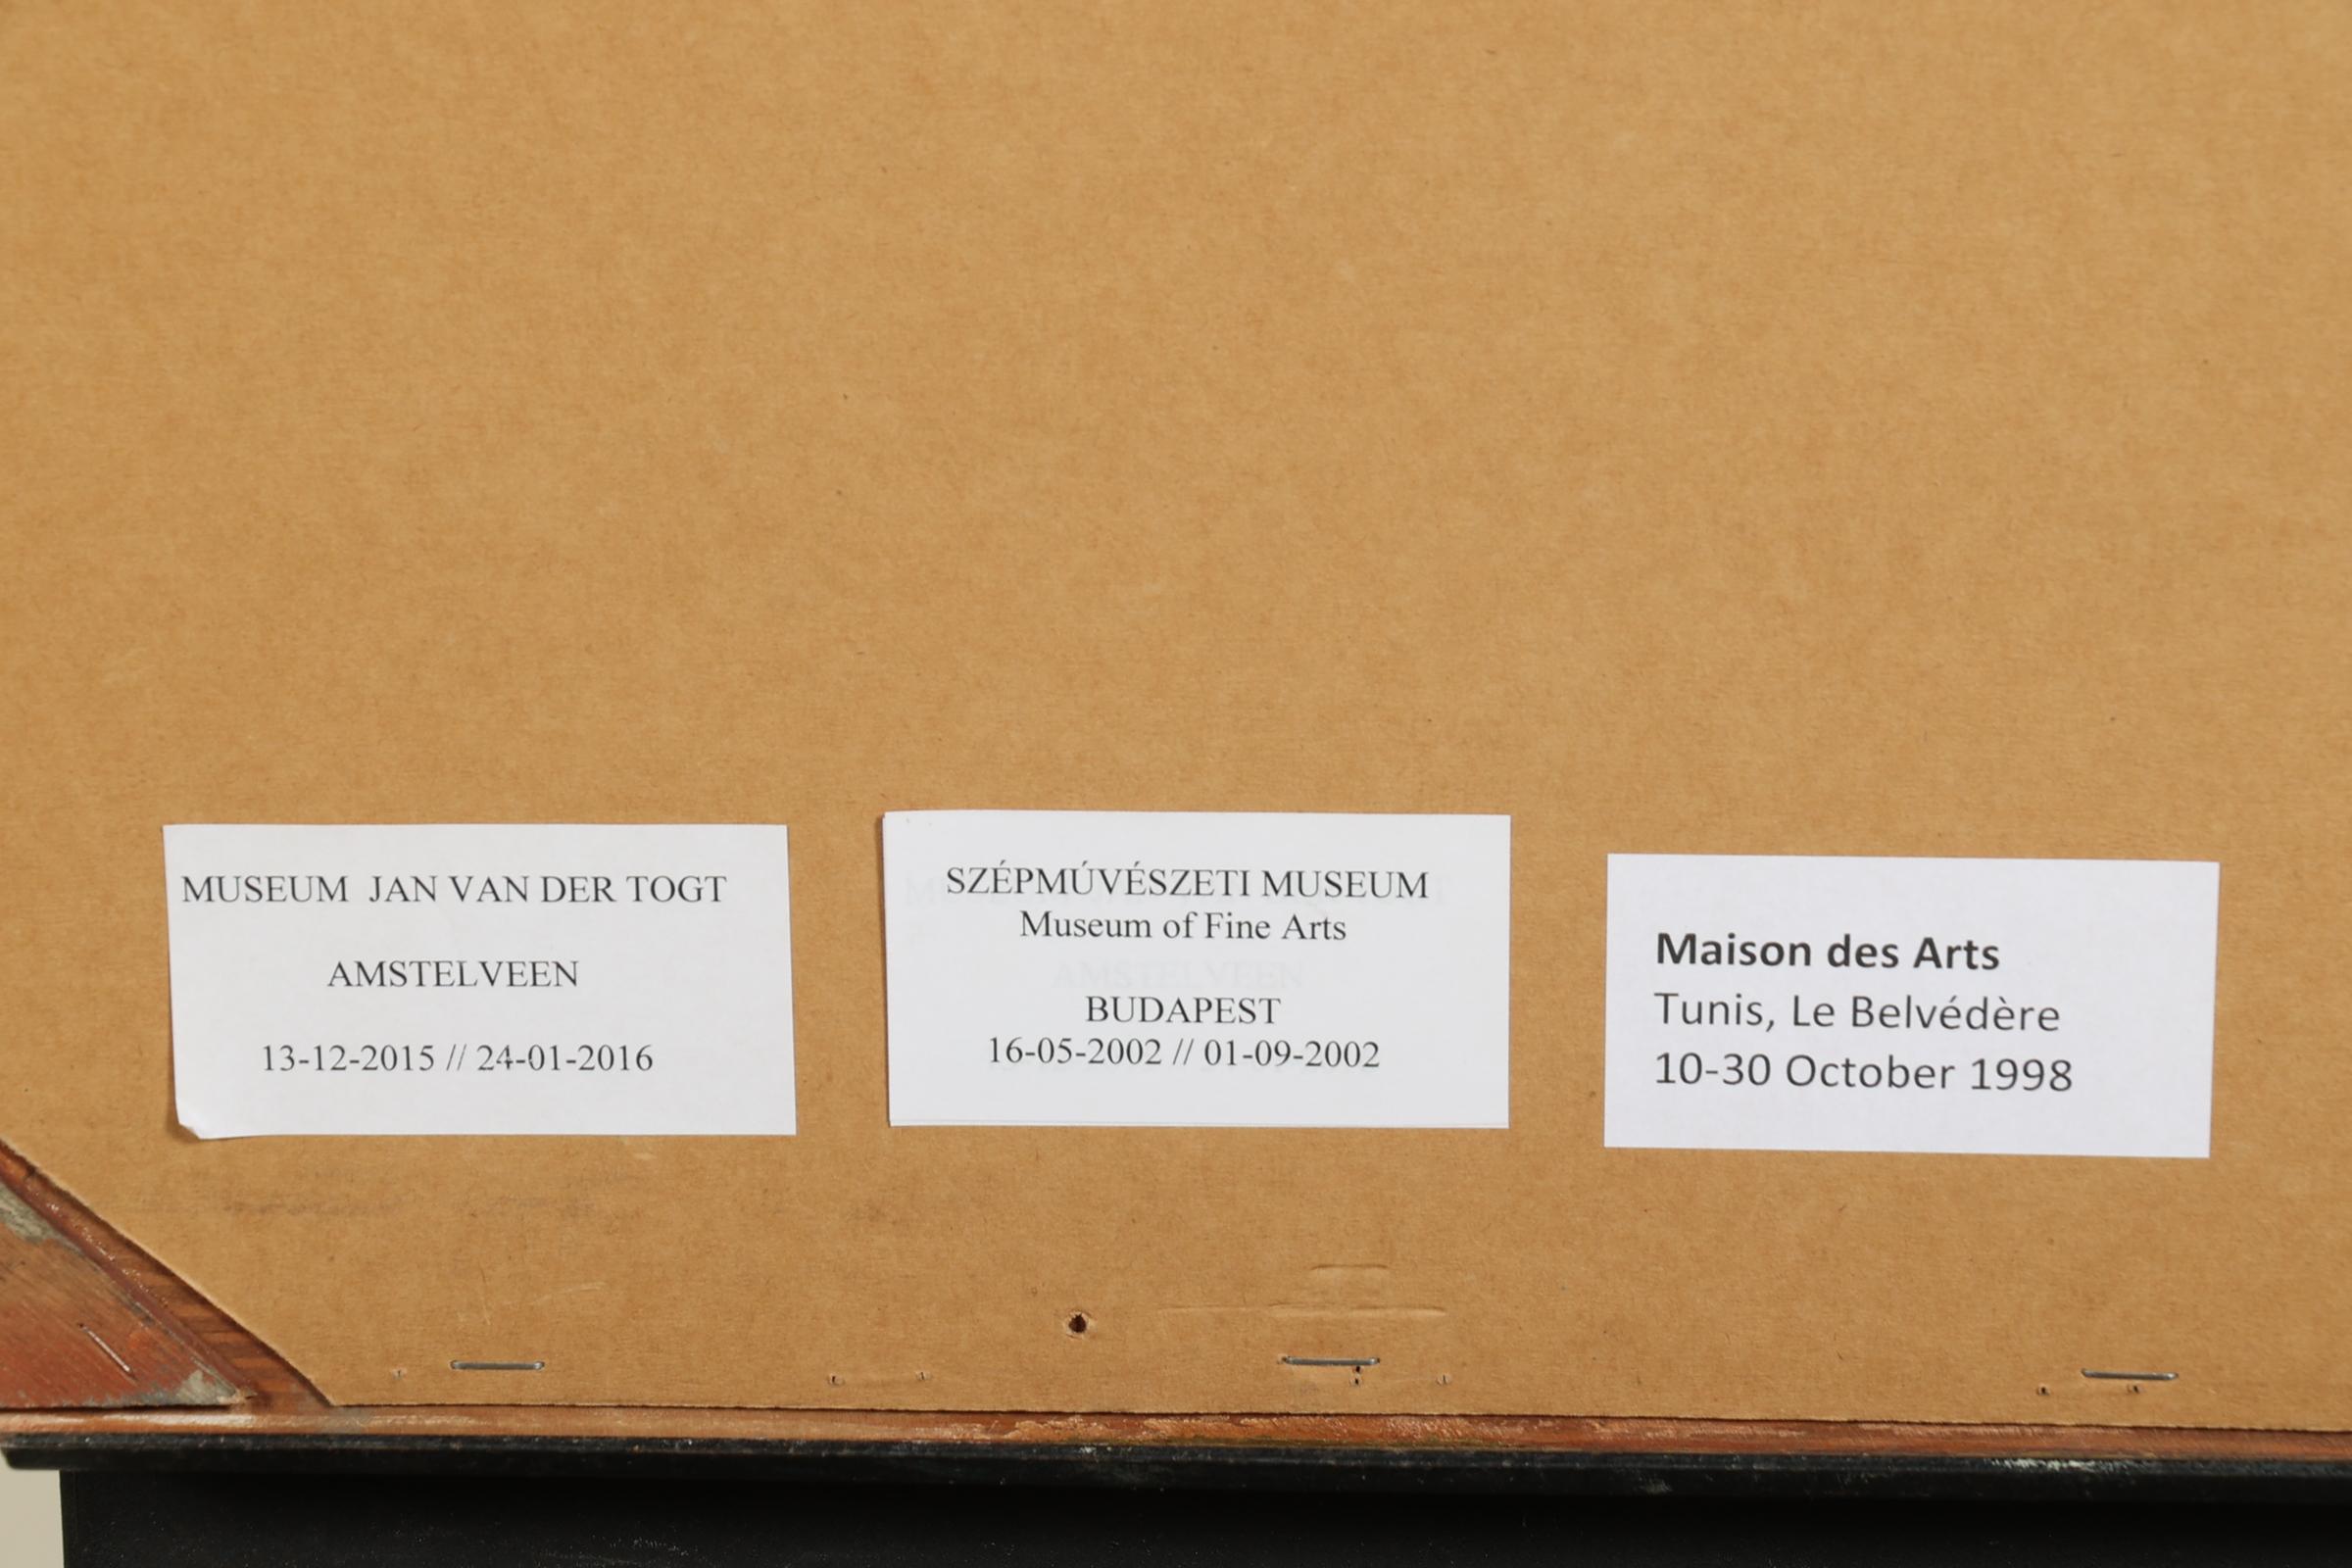 MUSEUM JAN VAN DER TOGT
AMSTELVEEN
13-12-2015 // 24-01-2016
SZÉPMÚVÉSZETI MUSEUM
Museum of Fine Arts
BUDAPEST
16-05-2002 // 01-09-2002
Maison des Arts
Tunis, Le Belvédère
10-30 October 1998